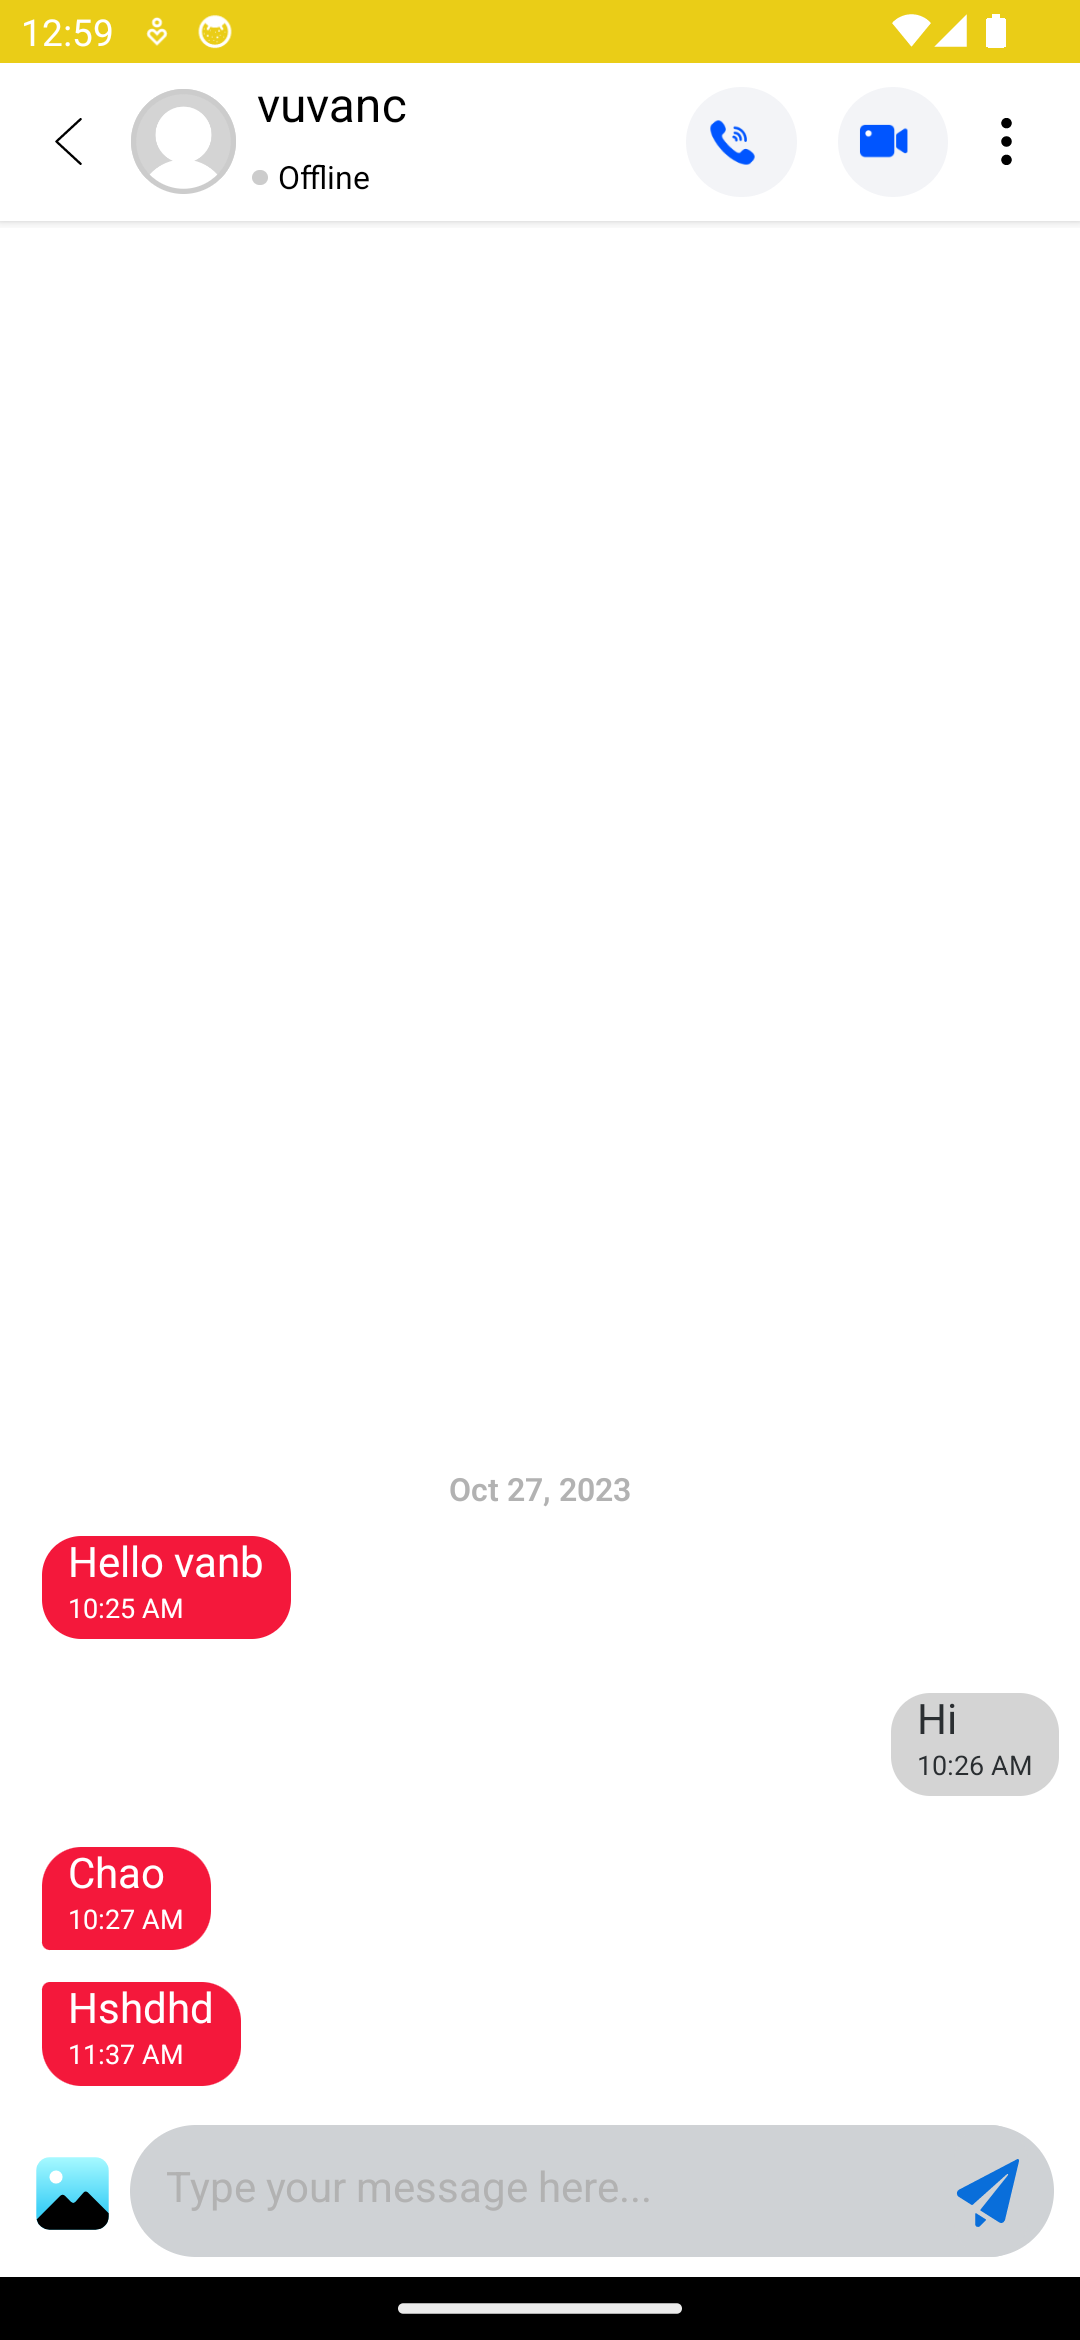 12:59
vuvanc
Offline
Oct 27, 2023
Hello vanb
10:25 AM
Hi
10:26 AM
Chao
10:27 AM
Hshdhd
11:37 AM
Type your message here...